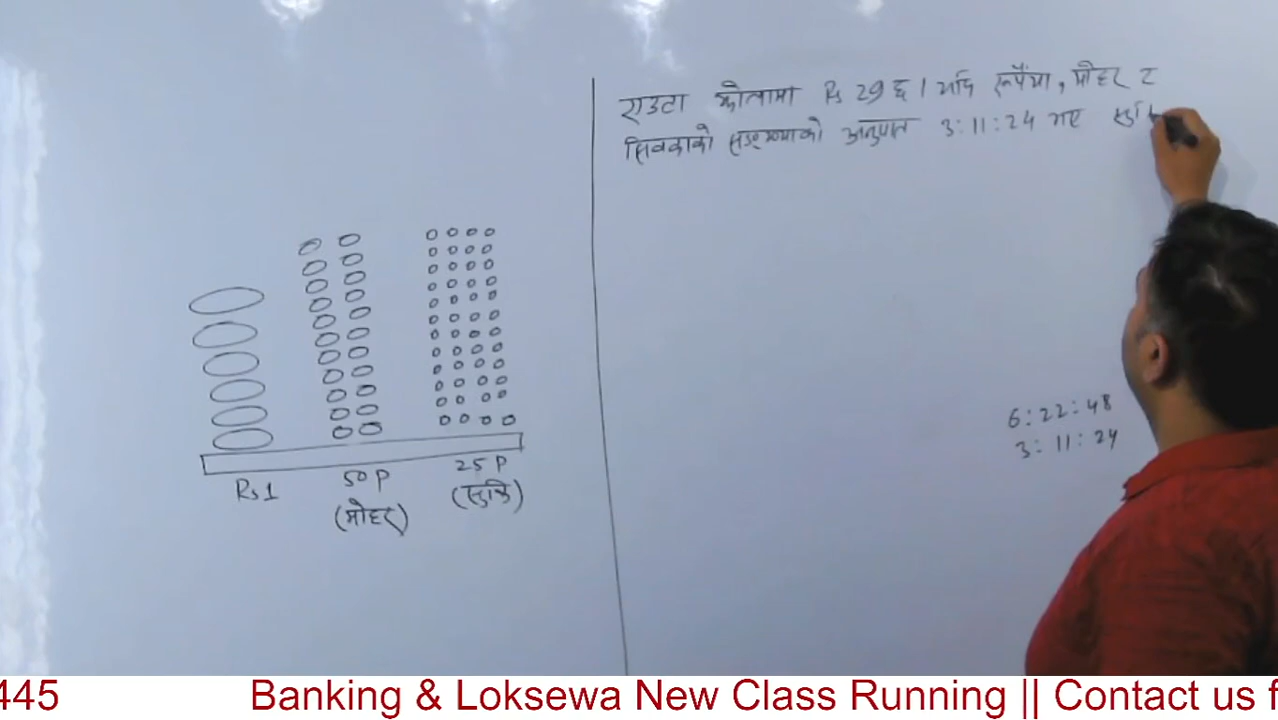 एउटा झोलामा Rs 29 छ । यदि रूपैंया, मोहर र
सिक्काको सङ्ख्याको अनुपात 3:11:24 भए
6:22:48
3:11:24
Rs 1
50 P
(मोहर)
25 P
(सुकि)
445
Banking & Loksewa New Class Running || Contact us f